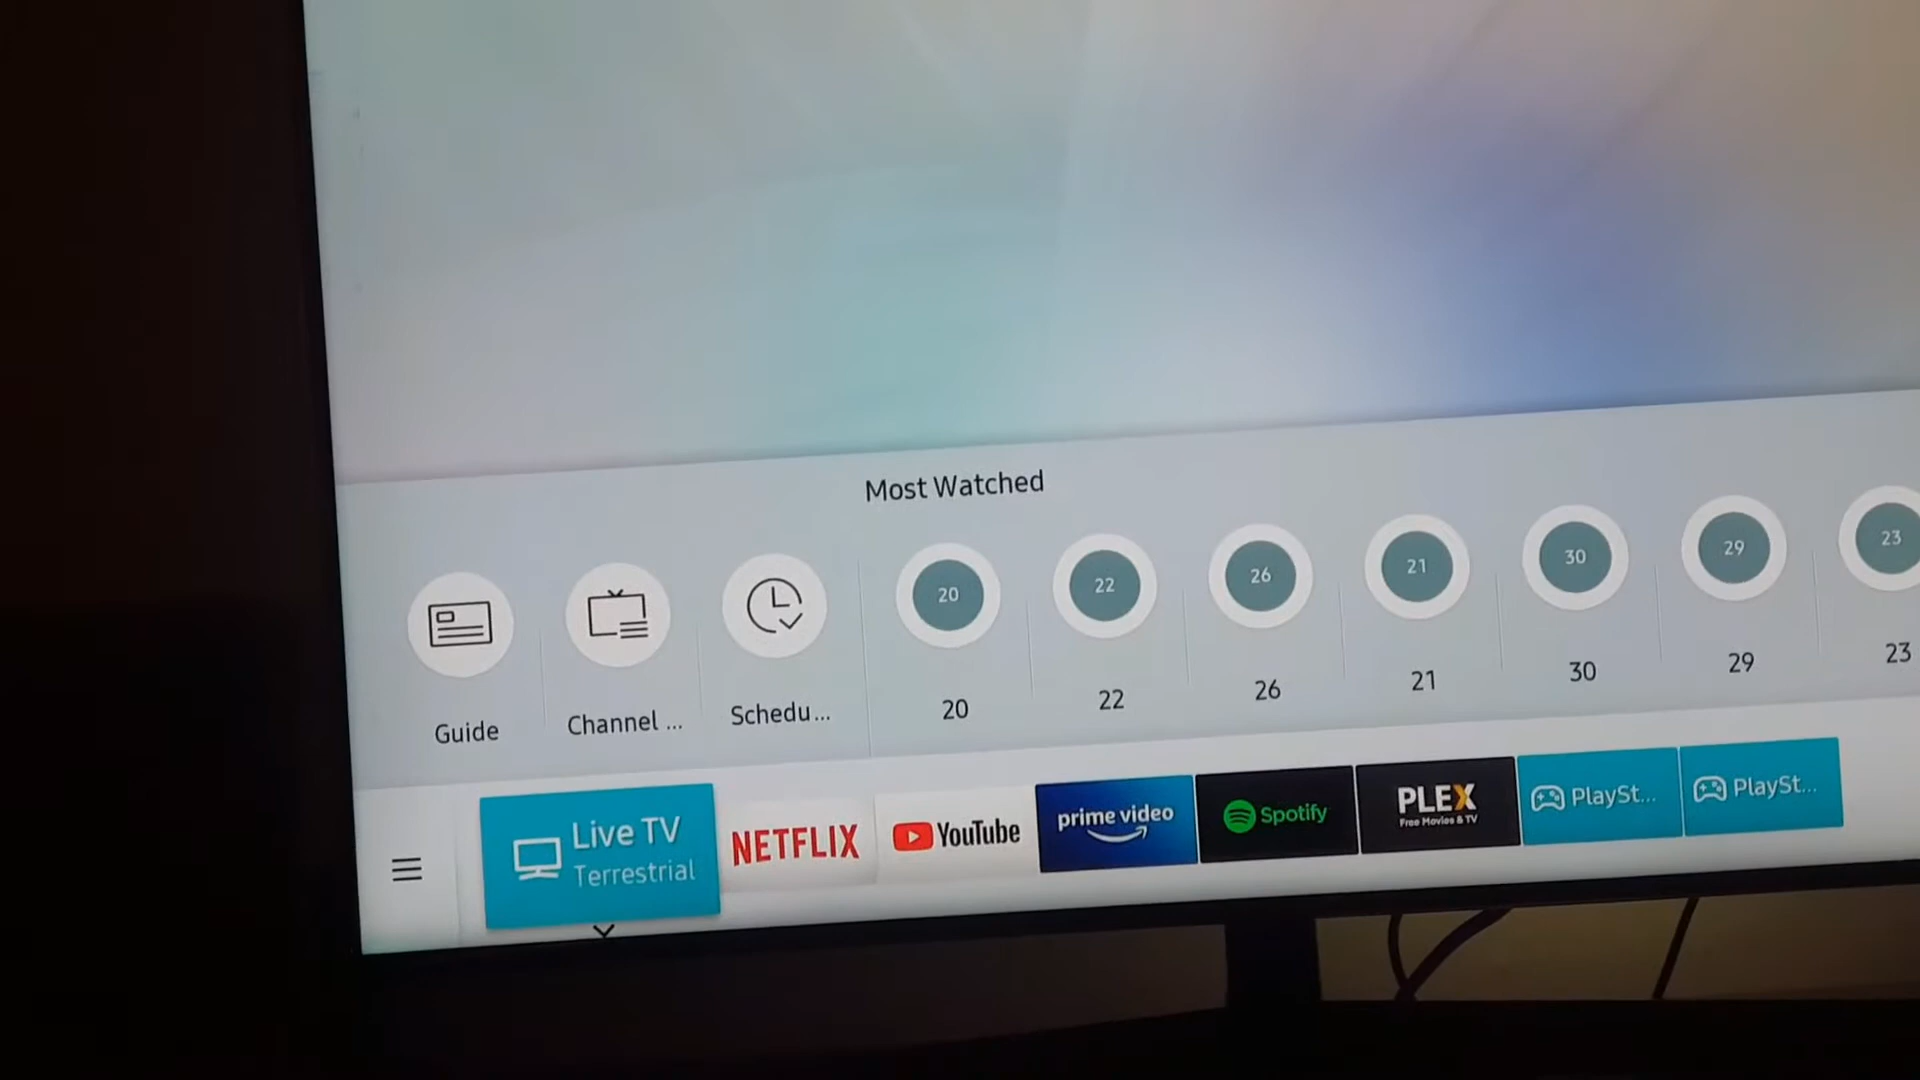 Most Watched
20
22
26
21
30
29
23
Guide
Channel ...
Schedu...
20
22
26
21
30
29
23
Live TV
Terrestrial
NETFLIX
YouTube
prime video
Spotify
PLEX
Free Movies & TV
PlaySt...
PlaySt...